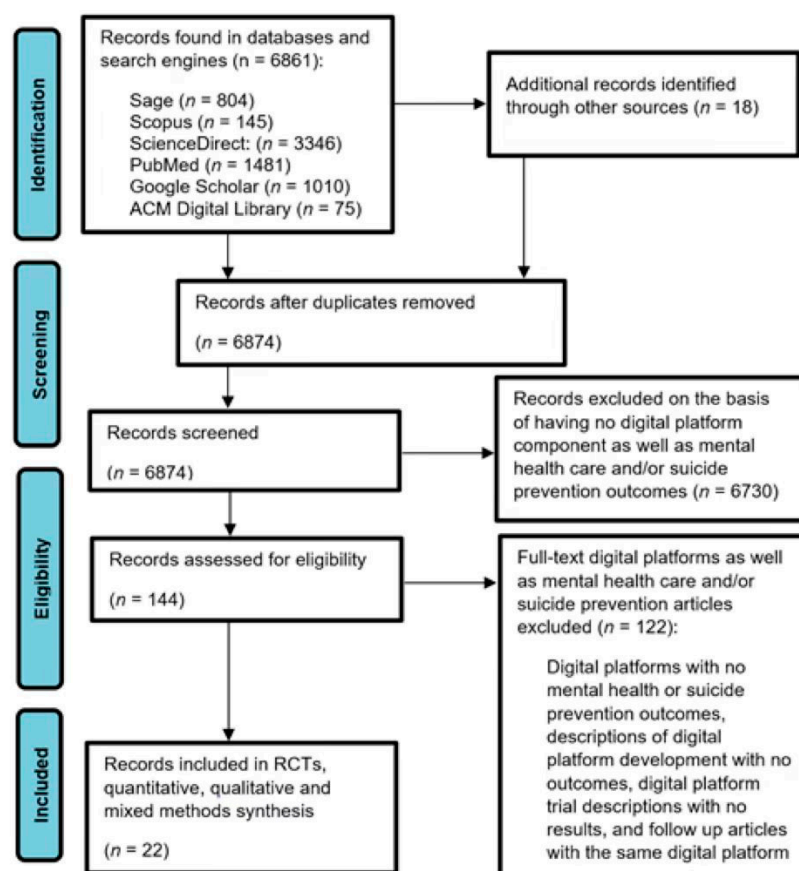 Identification
Records found in databases and
search engines (n = 6861):
Sage (n = 804)
Scopus (n = 145)
ScienceDirect: (n = 3346)
PubMed (n = 1481)
Google Scholar (n = 1010)
ACM Digital Library (n = 75)
Additional records identified
through other sources (n = 18)
Screening
Records after duplicates removed
(n = 6874)
Records screened
(n = 6874)
Records excluded on the basis
of having no digital platform
component as well as mental
health care and/or suicide
prevention outcomes (n = 6730)
Eligibility
Records assessed for eligibility
(n = 144)
Full-text digital platforms as well
as mental health care and/or
suicide prevention articles
excluded (n = 122):
Digital platforms with no
mental health or suicide
prevention outcomes,
descriptions of digital
platform development with no
outcomes, digital platform
trial descriptions with no
results, and follow up articles
with the same digital platform
Included
Records included in RCTs,
quantitative, qualitative and
mixed methods synthesis
(n = 22)